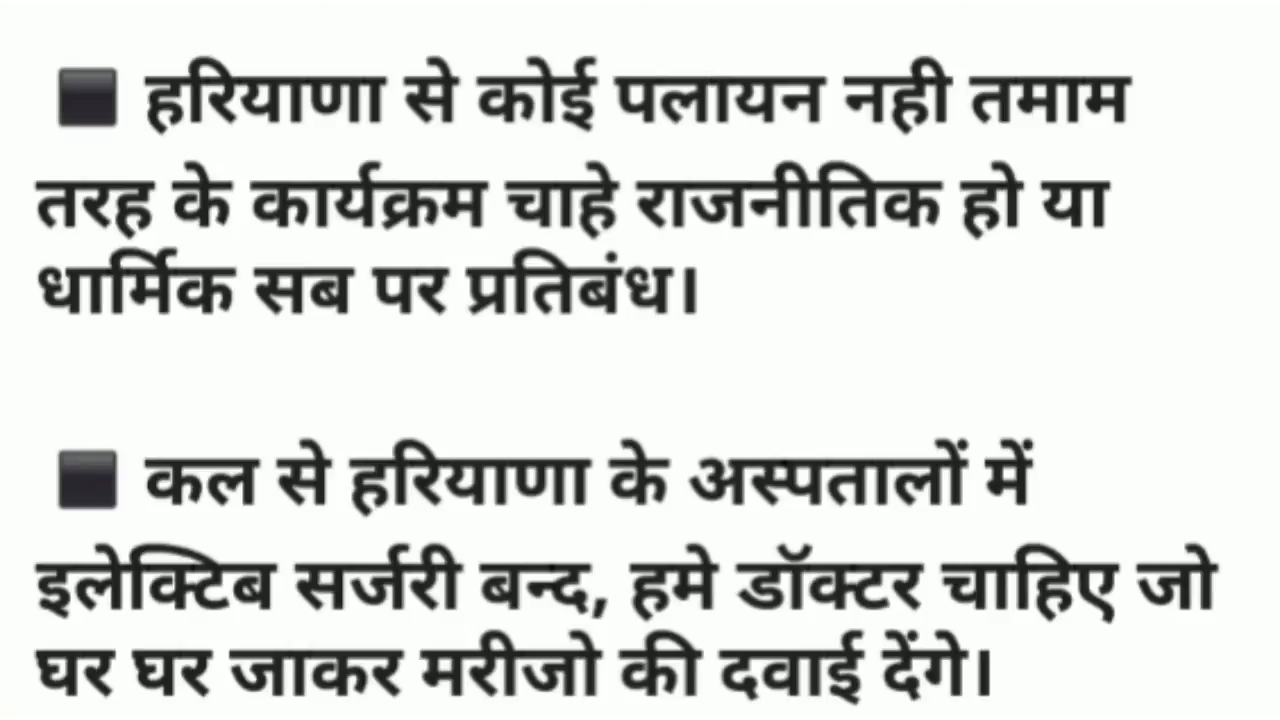 ◾ हरियाणा से कोई पलायन नही तमाम
तरह के कार्यक्रम चाहे राजनीतिक हो या
धार्मिक सब पर प्रतिबंध।
◾ कल से हरियाणा के अस्पतालों में
इलेक्टिब सर्जरी बन्द, हमे डॉक्टर चाहिए जो
घर घर जाकर मरीजो की दवाई देंगे।